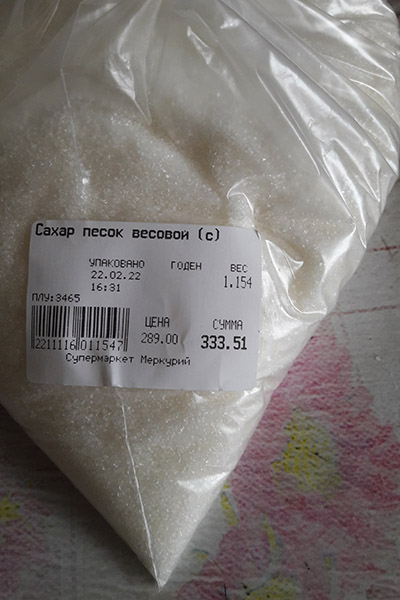 Сахар песок весовой (с)
УПАКОВАНО ГОДЕН ВЕС
22.02.22 1.154
16:31
ПЛУ:3465
ЦЕНА СУММА
289.00 333.51
2211116011547
Супермаркет Меркурий